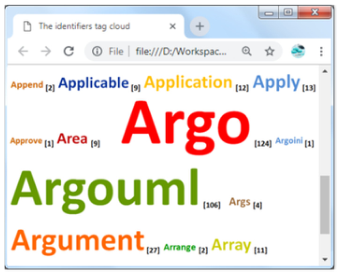 The identifiers tag cloud
File | file:///D:/Workspac...
Append [2] Applicable [9] Application [12] Apply [13]
Approve [1] Area [9] Argo [124] Argoini [1]
Argouml [106] Args [4]
Argument [27] Arrange [2] Array [11]